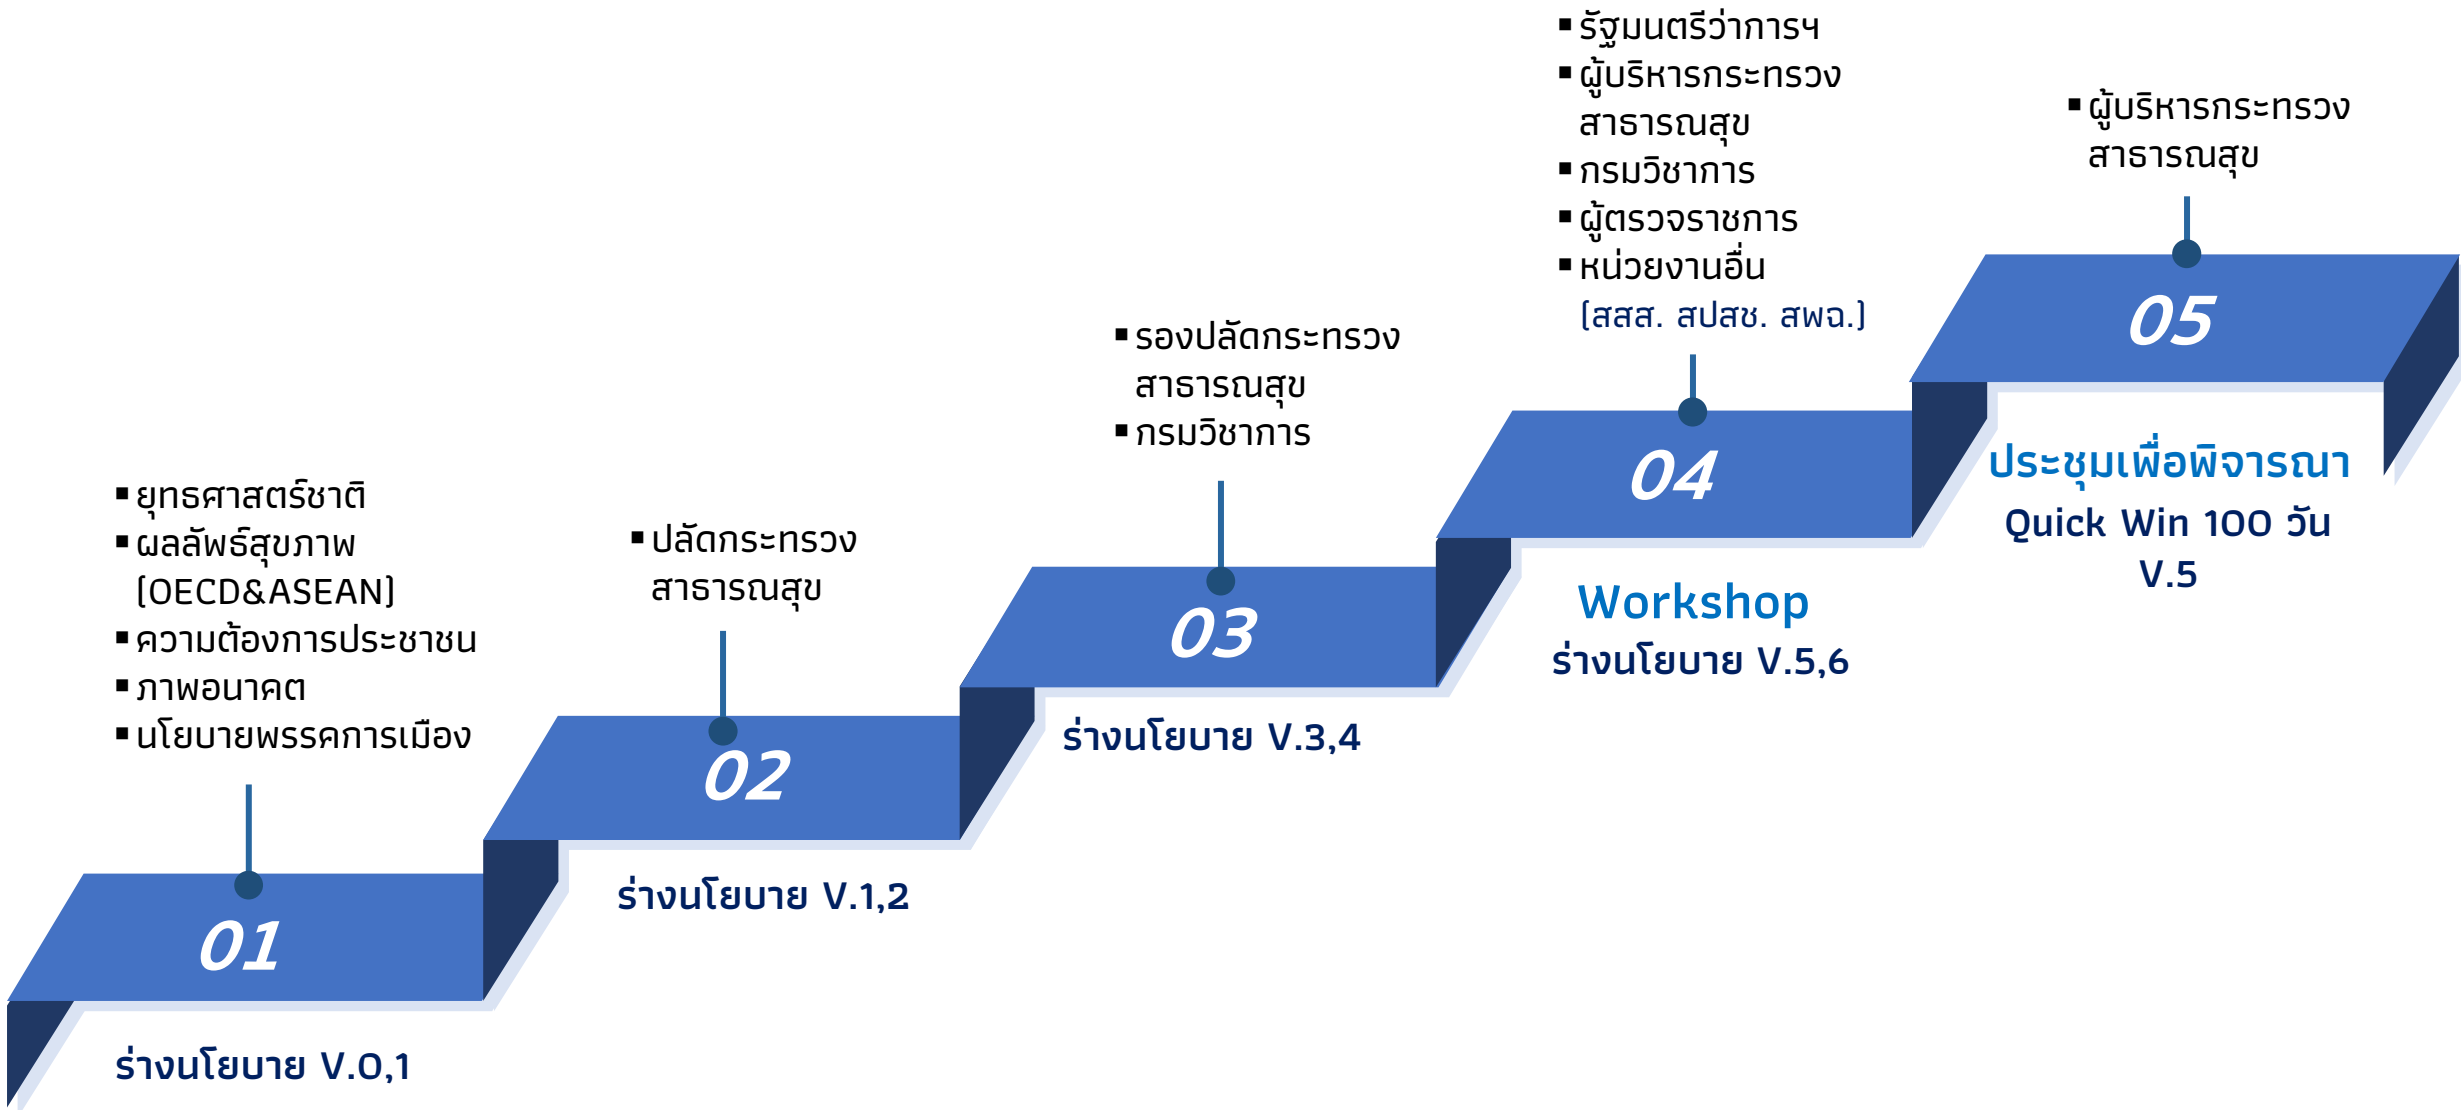 ▪ยุทธศาสตร์ชาติ
▪ผลลัพธ์สุขภาพ
(OECD&ASEAN)
▪ความต้องการประชาชน
▪ภาพอนาคต
▪นโยบายพรรคการเมือง
01
ร่างนโยบาย V.0,1
▪ปลัดกระทรวง
สาธารณสุข
02
ร่างนโยบาย V.1,2
▪รองปลัดกระทรวง
สาธารณสุข
▪กรมวิชาการ
03
ร่างนโยบาย V.3,4
▪รัฐมนตรีว่าการฯ
▪ผู้บริหารกระทรวง
สาธารณสุข
▪กรมวิชาการ
▪ผู้ตรวจราชการ
▪หน่วยงานอื่น
(สสส. สปสช. สพฉ.)
04
Workshop
ร่างนโยบาย V.5,6
▪ผู้บริหารกระทรวง
สาธารณสุข
05
ประชุมเพื่อพิจารณา
Quick Win 100 วัน
V.5